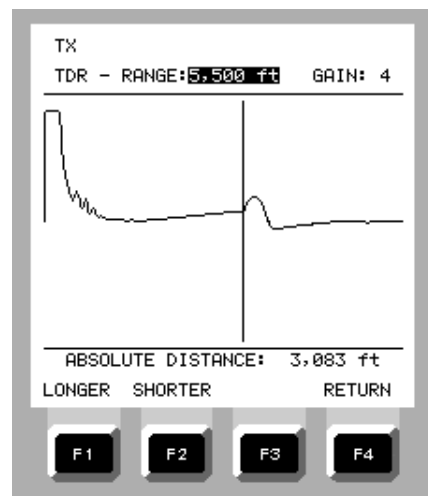 TX
TDR - RANGE:5,500 ft GAIN: 4
ABSOLUTE DISTANCE: 3,083 ft
LONGER SHORTER RETURN
F1 F2 F3 F4